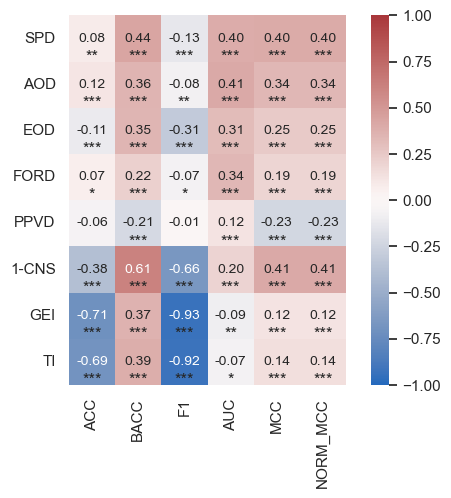 SPD 0.08 0.44 -0.13 0.40 0.40 0.40
** *** *** *** *** ***
AOD 0.12 0.36 -0.08 0.41 0.34 0.34
*** *** ** *** *** ***
EOD -0.11 0.35 -0.31 0.31 0.25 0.25
*** *** *** *** *** ***
FORD 0.07 0.22 -0.07 0.34 0.19 0.19
* *** * *** *** ***
PPVD -0.06 -0.21 -0.01 0.12 -0.23 -0.23
*** *** *** ***
1-CNS -0.38 0.61 -0.66 0.20 0.41 0.41
*** *** *** *** *** ***
GEI -0.71 0.37 -0.93 -0.09 0.12 0.12
*** *** *** ** *** ***
TI -0.69 0.39 -0.92 -0.07 0.14 0.14
*** *** *** * *** ***
ACC BACC F1 AUC MCC NORM_MCC
1.00
0.75
0.50
0.25
0.00
−0.25
−0.50
−0.75
−1.00